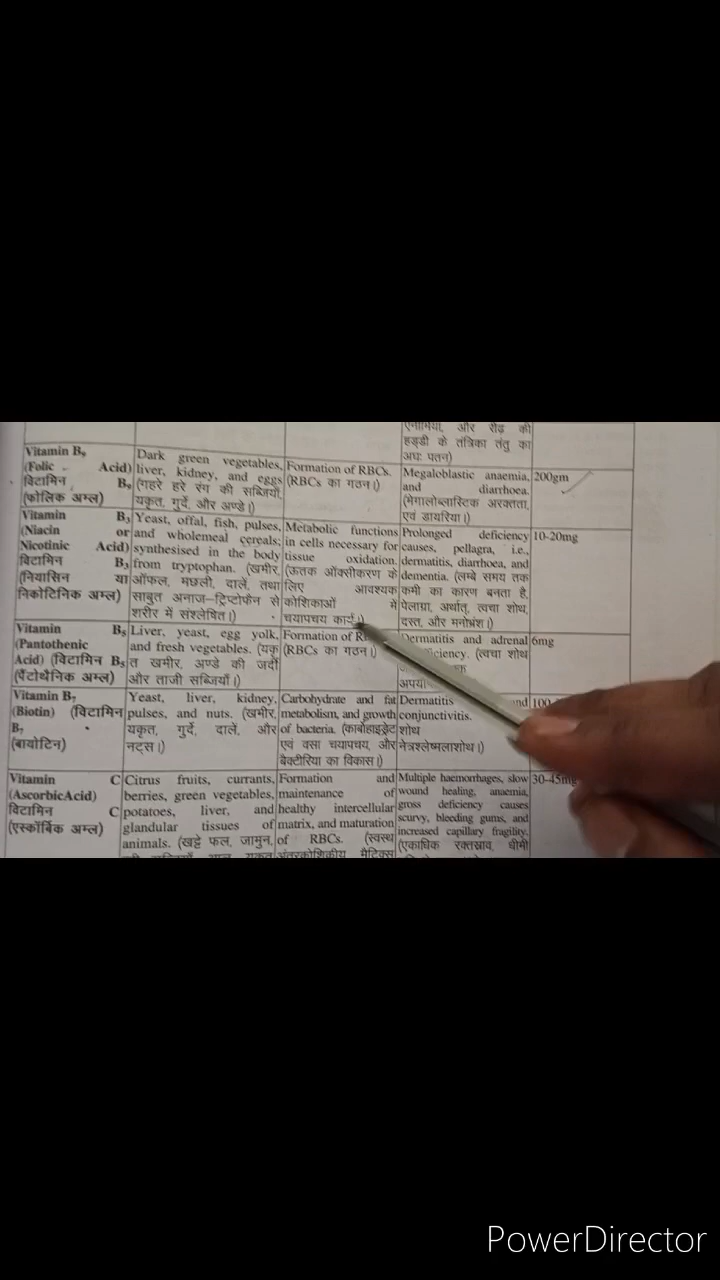 एनीमिया, और रीढ़ की
हड्डी के तंत्रिका तंतु का
अधः पतन)
Vitamin B9
(Folic Acid)
विटामिन B9
(फोलिक अम्ल)
Dark green vegetables,
liver, kidney, and eggs
(गहरे हरे रंग की सब्जियाँ,
यकृत, गुर्दे, और अण्डे।)
Formation of RBCs.
(RBCs का गठन।)
Megaloblastic anaemia,
and diarrhoea.
(मेगालोब्लास्टिक अरक्तता,
एवं डायरिया।)
200gm
Vitamin B3
(Niacin or
Nicotinic Acid)
विटामिन B3
(नियासिन या
निकोटिनिक अम्ल)
Yeast, offal, fish, pulses,
and wholemeal cereals;
synthesised in the body
from tryptophan. (खमीर,
ऑफल, मछली, दालें, तथा
साबुत अनाज–ट्रिप्टोफैन से
शरीर में संश्लेषित।)
Metabolic functions
in cells necessary for
tissue oxidation.
(ऊतक ऑक्सीकरण के
लिए आवश्यक
कोशिकाओं में
चयापचय कार्य।)
Prolonged deficiency
causes, pellagra, i.e.,
dermatitis, diarrhoea, and
dementia. (लम्बे समय तक
कमी का कारण बनता है,
पेलाग्रा, अर्थात्, त्वचा शोथ,
दस्त, और मनोभ्रंश।)
10-20mg
Vitamin B5
(Pantothenic
Acid) (विटामिन B5
(पैंटोथैनिक अम्ल)
Liver, yeast, egg yolk,
and fresh vegetables. (यकृ
त खमीर, अण्डे की जर्दी
और ताजी सब्जियाँ।)
Formation of
(RBCs का गठन।)
Dermatitis and adrenal
(त्वचा शोथ
6mg
Vitamin B7
(Biotin) (विटामिन
B7
(बायोटिन)
Yeast, liver, kidney,
pulses, and nuts. (खमीर,
यकृत, गुर्दे, दालें, और
नट्स।)
Carbohydrate and fat
metabolism, and growth
of bacteria. (काबोहाइड्रेट
एवं वसा चयापचय, और
बैक्टीरिया का विकास।)
Dermatitis
conjunctivitis.
शोथ
नेत्रश्लेष्मलाशोथ।)
Vitamin C
(AscorbicAcid)
विटामिन C
(एस्कॉर्बिक अम्ल)
Citrus fruits, currants,
berries, green vegetables,
potatoes, liver, and
glandular tissues of
animals. (खट्टे फल, जामुन,
Formation and
maintenance of
healthy intercellular
matrix, and maturation
of RBCs. (स्वस्थ
अंतरकोशिकीय मैट्रिक्स
Multiple haemorrhages, slow
wound healing, anaemia,
gross deficiency causes
scurvy, bleeding gums, and
increased capillary fragility.
(एकाधिक रक्तस्राव, धीमी
30-45mg
PowerDirector